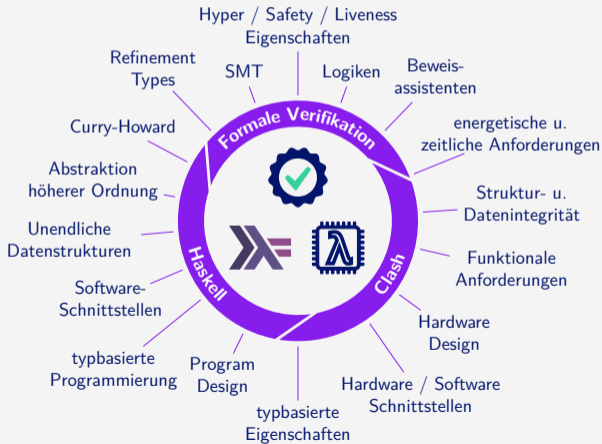 Hyper / Safety / Liveness
Eigenschaften
Refinement
Types
SMT
Logiken
Beweis-
assistenten
Curry-Howard
Formale Verifikation
energetische u.
zeitliche Anforderungen
Abstraktion
höherer Ordnung
Struktur- u.
Datenintegrität
Unendliche
Datenstrukturen
Haskell
Clash
Funktionale
Anforderungen
Software-
Schnittstellen
Hardware
Design
typbasierte
Programmierung
Program
Design
Hardware / Software
Schnittstellen
typbasierte
Eigenschaften